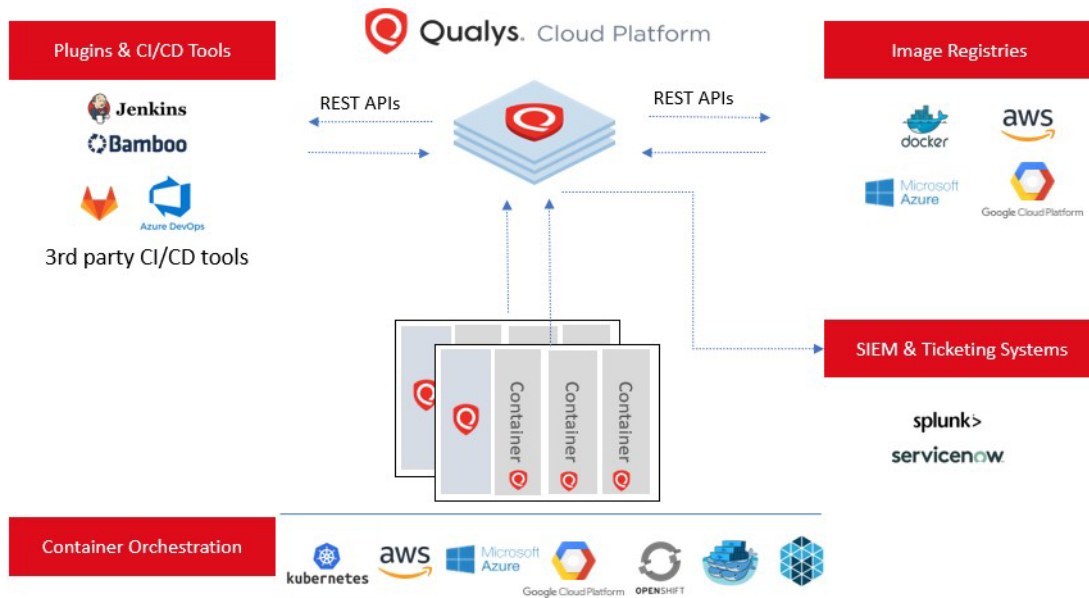 Qualys. Cloud Platform
Plugins & CI/CD Tools
Jenkins
Bamboo
Azure DevOps
3rd party CI/CD tools
REST APIs
REST APIs
Image Registries
docker
aws
Microsoft
Azure
Google Cloud Platform
SIEM & Ticketing Systems
splunk>
servicenow.
Container
Container
Container
Container Orchestration
kubernetes
aws
Microsoft
Azure
Google Cloud Platform
OPENSHIFT